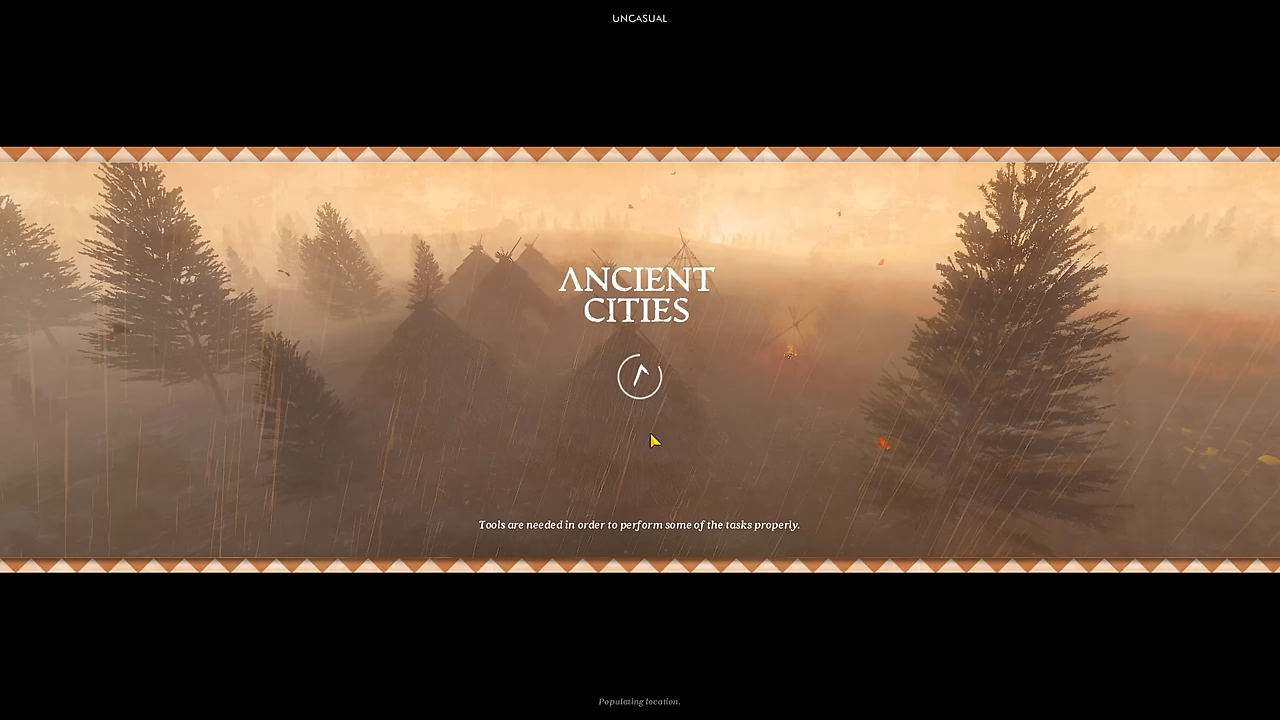 UNCASUAL
ANCIENT
CITIES
Tools are needed in order to perform some of the tasks properly.
Populating location.